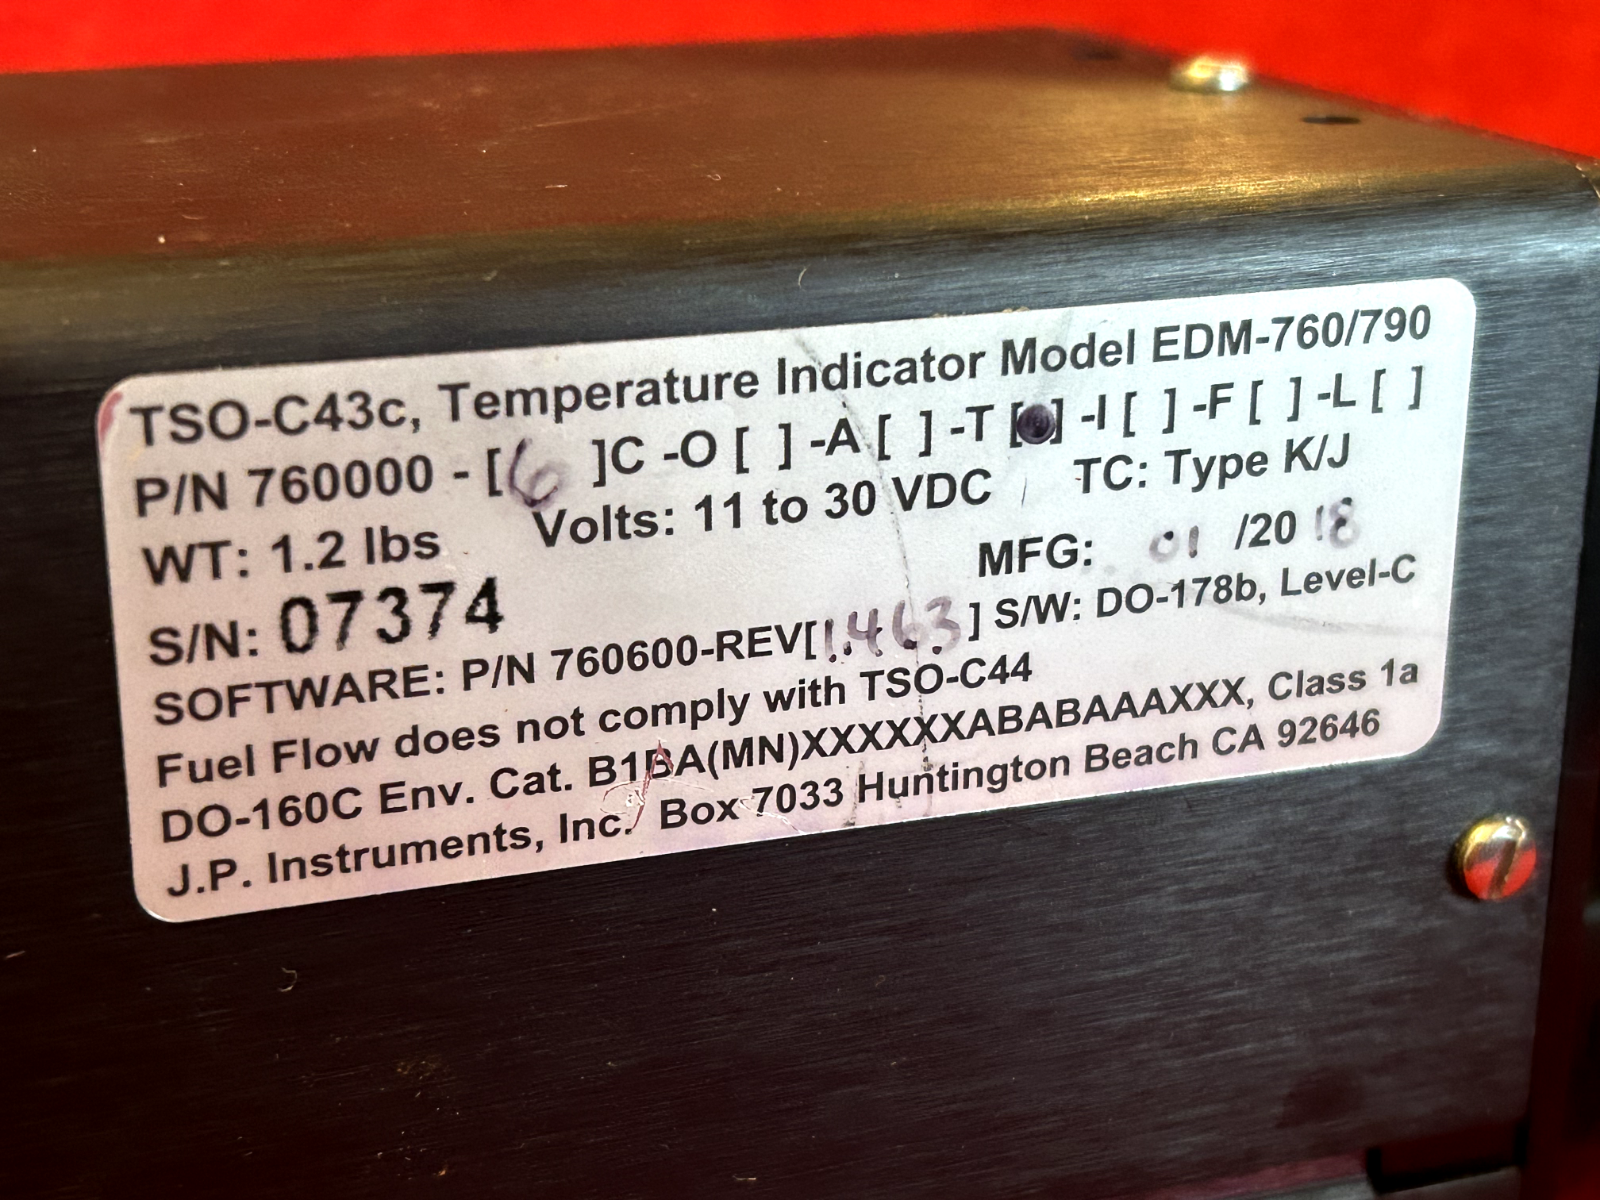 TSO-C43c, Temperature Indicator Model EDM-760/790
P/N 760000 - [6 ]C -O [ ] -A [ ] -T [●] -I [ ] -F [ ] -L [ ]
WT: 1.2 lbs Volts: 11 to 30 VDC TC: Type K/J
S/N: 07374 MFG: 01 /20 18
SOFTWARE: P/N 760600-REV[1.463] S/W: DO-178b, Level-C
Fuel Flow does not comply with TSO-C44
DO-160C Env. Cat. B1BA(MN)XXXXXXABABAAAXXX, Class 1a
J.P. Instruments, Inc. Box 7033 Huntington Beach CA 92646